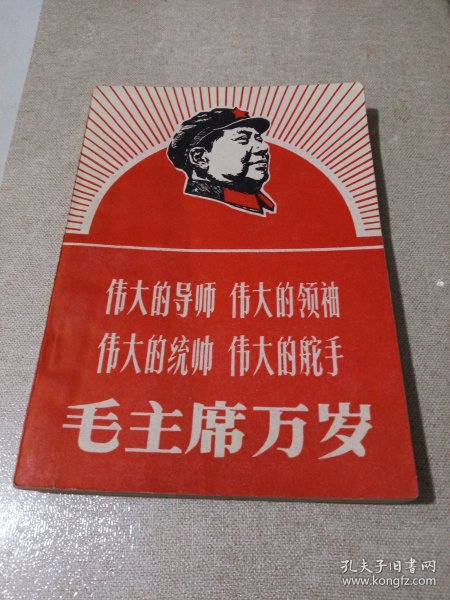 伟大的导师 伟大的领袖
伟大的统帅 伟大的舵手
毛主席万岁
孔夫子旧书网
www.kongfz.com